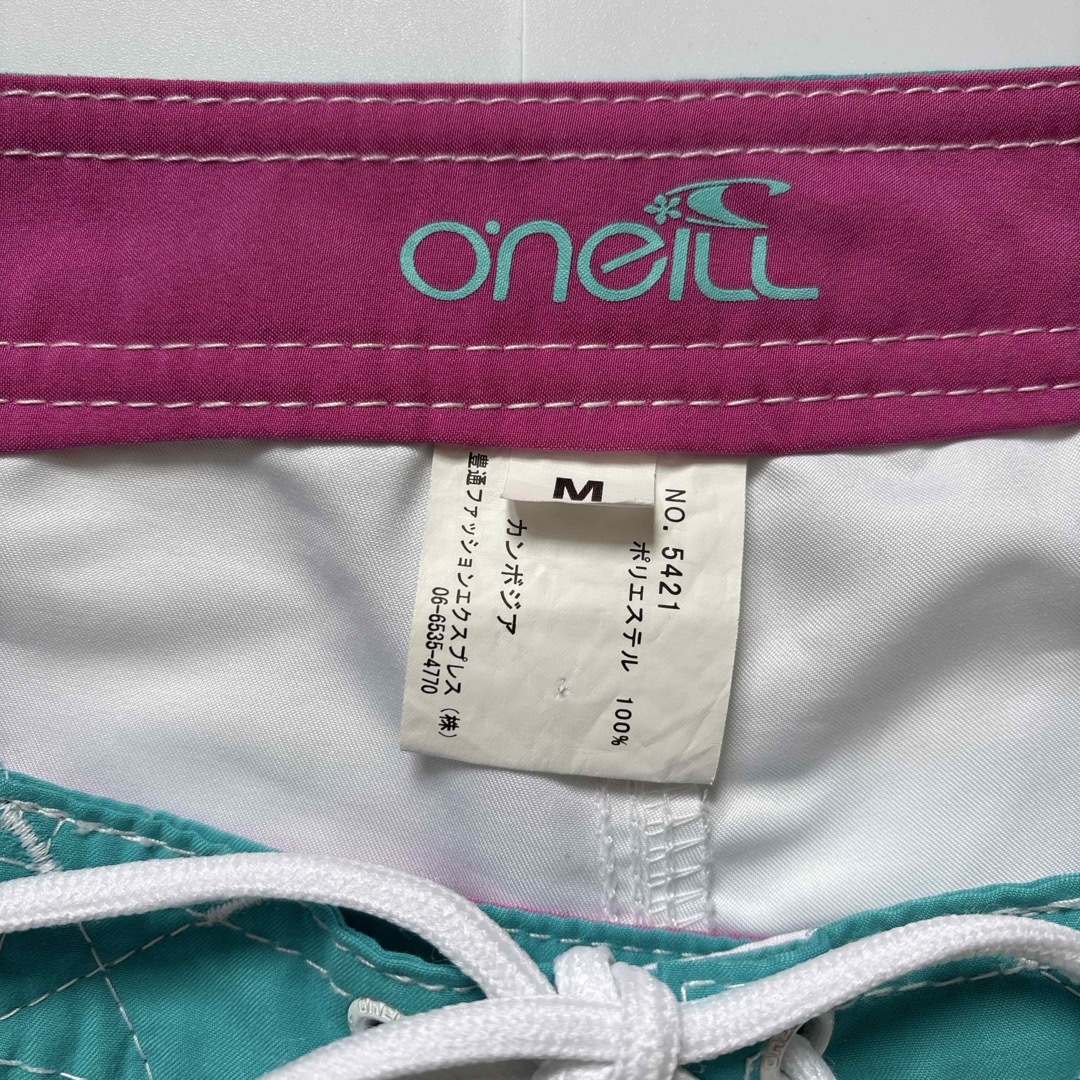 O'NEILL
M
NO. 5421
ポリエステル 100%
カンボジア
豊通ファッションエクスプレス(株)
06-6535-4770